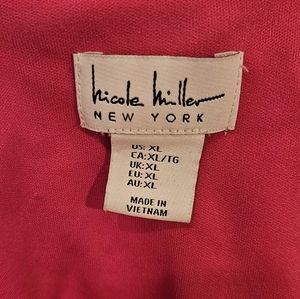 nicole miller
NEW YORK
US: XL
CA: XL/TG
UK: XL
EU: XL
AU: XL
MADE IN
VIETNAM